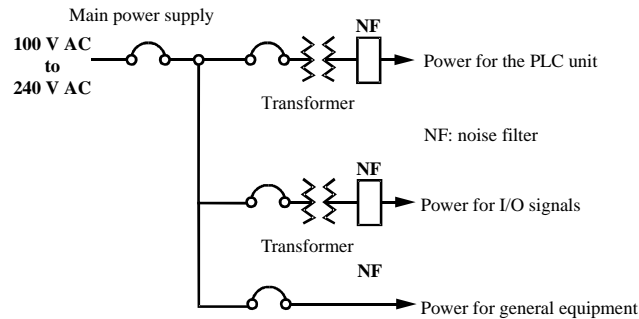 Main power supply
100 V AC
to
240 V AC
NF
Power for the PLC unit
Transformer
NF: noise filter
NF
Power for I/O signals
Transformer
NF
Power for general equipment